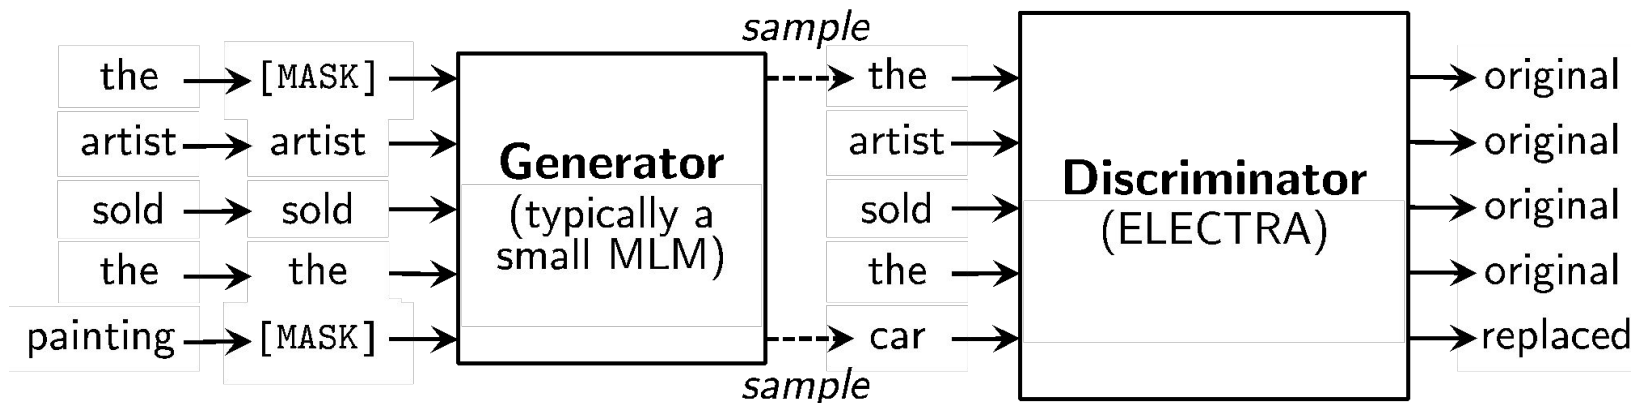 sample
the [MASK] the original
artist artist artist original
Generator
Discriminator
sold sold (typically a sold (ELECTRA) original
small MLM)
the the the original
painting [MASK] car replaced
sample